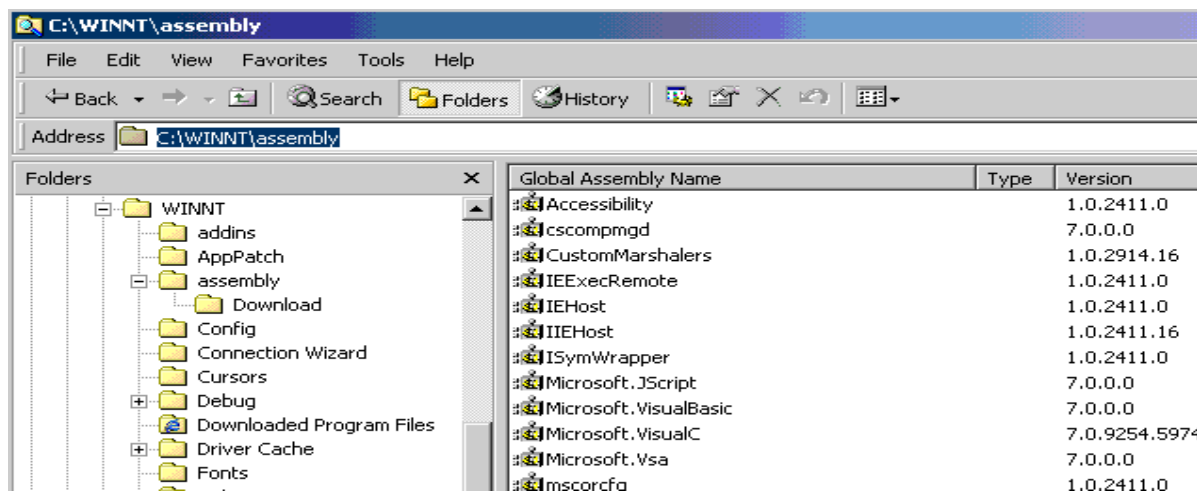 C:\WINNT\assembly
File Edit View Favorites Tools Help
Back Search Folders History
Address C:\WINNT\assembly
Folders
WINNT
addins
AppPatch
assembly
Download
Config
Connection Wizard
Cursors
Debug
Downloaded Program Files
Driver Cache
Fonts
Global Assembly Name Type Version
Accessibility 1.0.2411.0
cscompmgd 7.0.0.0
CustomMarshalers 1.0.2914.16
IEExecRemote 1.0.2411.0
IEHost 1.0.2411.0
IIEHost 1.0.2411.16
ISymWrapper 1.0.2411.0
Microsoft.JScript 7.0.0.0
Microsoft.VisualBasic 7.0.0.0
Microsoft.VisualC 7.0.9254.5974
Microsoft.Vsa 7.0.0.0
mscorcfg 1.0.2411.0